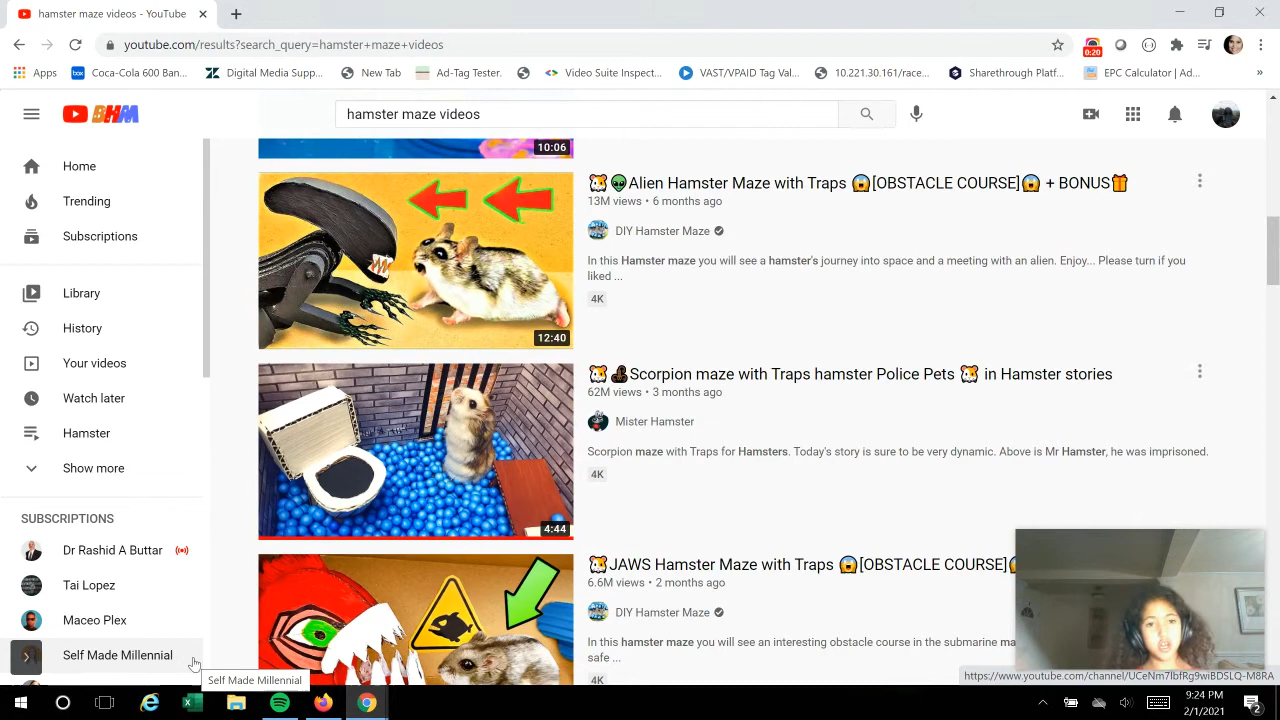 hamster maze videos - YouTube
youtube.com/results?search_query=hamster+maze+videos
0:20
Apps
Coca-Cola 600 Ban...
Digital Media Supp...
New Tab
Ad-Tag Tester.
Video Suite Inspect...
VAST/VPAID Tag Val...
10.221.30.161/race...
Sharethrough Platf...
EPC Calculator | Ad...
BHM
hamster maze videos
Home
Trending
Subscriptions
Library
History
Your videos
Watch later
Hamster
Show more
SUBSCRIPTIONS
Dr Rashid A Buttar
Tai Lopez
Maceo Plex
Self Made Millennial
Self Made Millennial
10:06
🐹👽Alien Hamster Maze with Traps 😱[OBSTACLE COURSE]😱 + BONUS🎁
13M views • 6 months ago
DIY Hamster Maze
In this Hamster maze you will see a hamster's journey into space and a meeting with an alien. Enjoy... Please turn if you
liked ...
4K
12:40
🐹Scorpion maze with Traps hamster Police Pets 🐹 in Hamster stories
62M views • 3 months ago
Mister Hamster
Scorpion maze with Traps for Hamsters. Today's story is sure to be very dynamic. Above is Mr Hamster, he was imprisoned.
4K
4:44
🐹JAWS Hamster Maze with Traps 😱[OBSTACLE COURSE]
6.6M views • 2 months ago
DIY Hamster Maze
In this hamster maze you will see an interesting obstacle course in the submarine ma
safe ...
4K
https://www.youtube.com/channel/UCeNm7IbfRg9wiBDSLQ-M8RA
9:24 PM
2/1/2021
2